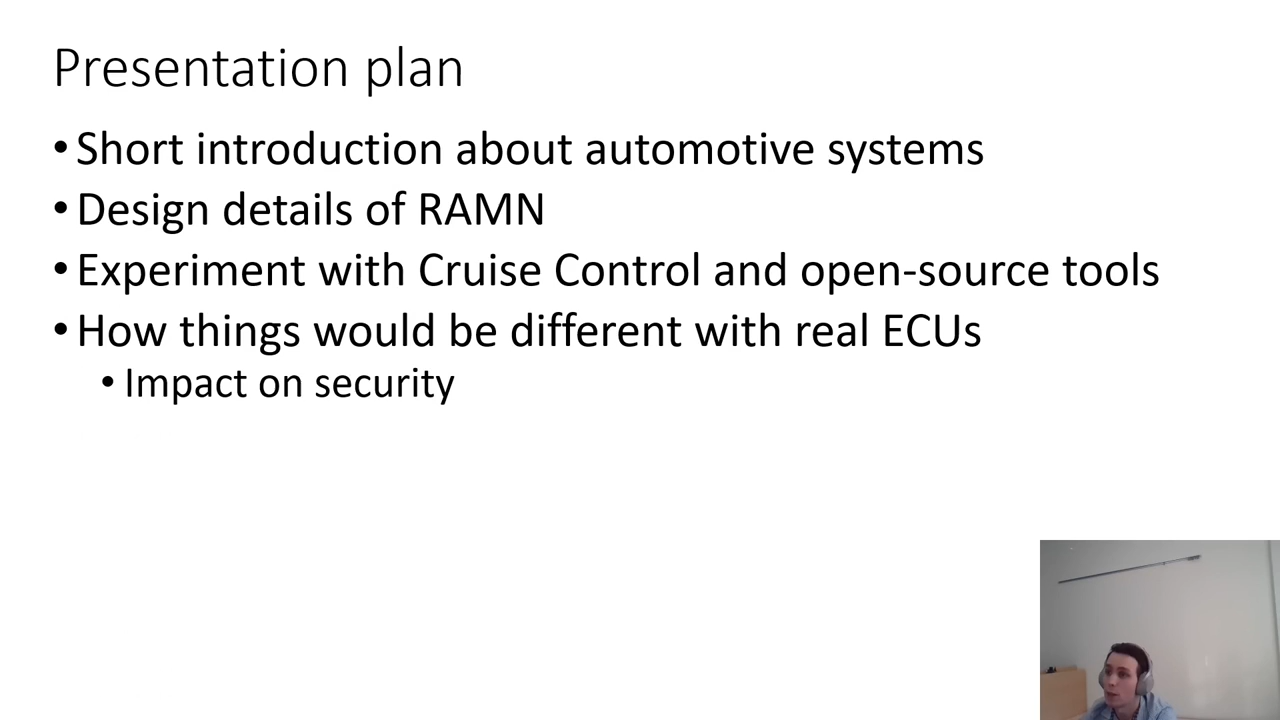 Presentation plan
• Short introduction about automotive systems
• Design details of RAMN
• Experiment with Cruise Control and open-source tools
• How things would be different with real ECUs
• Impact on security